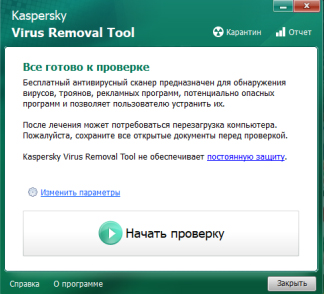 Kaspersky
Virus Removal Tool
Карантин
Отчет
Все готово к проверке
Бесплатный антивирусный сканер предназначен для обнаружения
вирусов, троянов, рекламных программ, потенциально опасных
программ и позволяет пользователю устранить их.
После лечения может потребоваться перезагрузка компьютера.
Пожалуйста, сохраните все открытые документы перед проверкой.
Kaspersky Virus Removal Tool не обеспечивает постоянную защиту.
Изменить параметры
Начать проверку
Справка
О программе
Закрыть